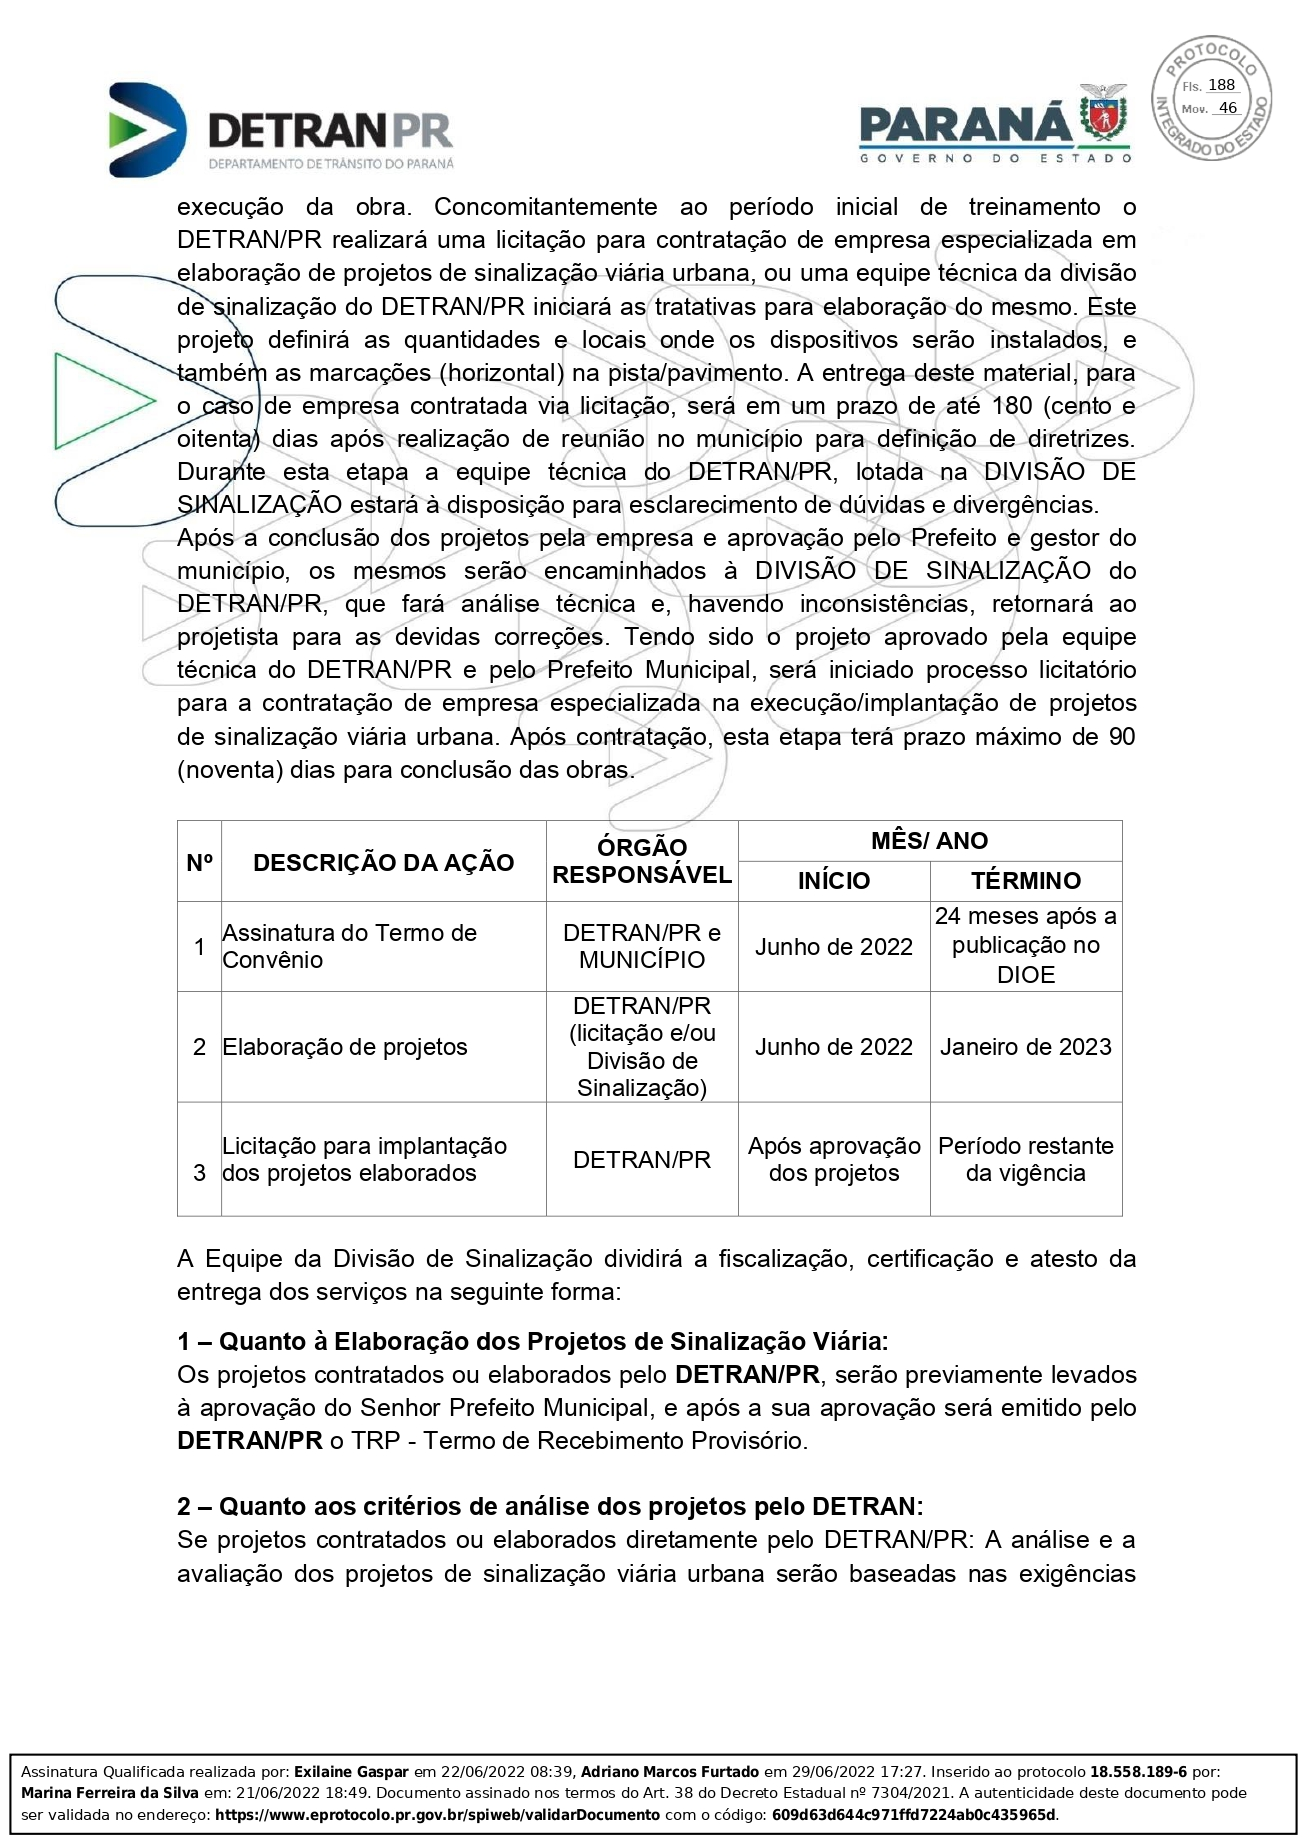 DETRANPR
DEPARTAMENTO DE TRÂNSITO DO PARANÁ
PARANÁ
GOVERNO DO ESTADO
PROTOCOLO
INTEGRADO DO ESTADO
Fls. 188
Mov. 46
execução da obra. Concomitantemente ao período inicial de treinamento o
DETRAN/PR realizará uma licitação para contratação de empresa especializada em
elaboração de projetos de sinalização viária urbana, ou uma equipe técnica da divisão
de sinalização do DETRAN/PR iniciará as tratativas para elaboração do mesmo. Este
projeto definirá as quantidades e locais onde os dispositivos serão instalados, e
também as marcações (horizontal) na pista/pavimento. A entrega deste material, para
o caso de empresa contratada via licitação, será em um prazo de até 180 (cento e
oitenta) dias após realização de reunião no município para definição de diretrizes.
Durante esta etapa a equipe técnica do DETRAN/PR, lotada na DIVISÃO DE
SINALIZAÇÃO estará à disposição para esclarecimento de dúvidas e divergências.
Após a conclusão dos projetos pela empresa e aprovação pelo Prefeito e gestor do
município, os mesmos serão encaminhados à DIVISÃO DE SINALIZAÇÃO do
DETRAN/PR, que fará análise técnica e, havendo inconsistências, retornará ao
projetista para as devidas correções. Tendo sido o projeto aprovado pela equipe
técnica do DETRAN/PR e pelo Prefeito Municipal, será iniciado processo licitatório
para a contratação de empresa especializada na execução/implantação de projetos
de sinalização viária urbana. Após contratação, esta etapa terá prazo máximo de 90
(noventa) dias para conclusão das obras.
Nº DESCRIÇÃO DA AÇÃO ÓRGÃO RESPONSÁVEL MÊS/ ANO
INÍCIO TÉRMINO
1 Assinatura do Termo de Convênio DETRAN/PR e MUNICÍPIO Junho de 2022 24 meses após a publicação no DIOE
2 Elaboração de projetos DETRAN/PR (licitação e/ou Divisão de Sinalização) Junho de 2022 Janeiro de 2023
3 Licitação para implantação dos projetos elaborados DETRAN/PR Após aprovação dos projetos Período restante da vigência
A Equipe da Divisão de Sinalização dividirá a fiscalização, certificação e atesto da
entrega dos serviços na seguinte forma:
1 – Quanto à Elaboração dos Projetos de Sinalização Viária:
Os projetos contratados ou elaborados pelo DETRAN/PR, serão previamente levados
à aprovação do Senhor Prefeito Municipal, e após a sua aprovação será emitido pelo
DETRAN/PR o TRP - Termo de Recebimento Provisório.
2 – Quanto aos critérios de análise dos projetos pelo DETRAN:
Se projetos contratados ou elaborados diretamente pelo DETRAN/PR: A análise e a
avaliação dos projetos de sinalização viária urbana serão baseadas nas exigências
Assinatura Qualificada realizada por: Exilaine Gaspar em 22/06/2022 08:39, Adriano Marcos Furtado em 29/06/2022 17:27. Inserido ao protocolo 18.558.189-6 por:
Marina Ferreira da Silva em: 21/06/2022 18:49. Documento assinado nos termos do Art. 38 do Decreto Estadual nº 7304/2021. A autenticidade deste documento pode
ser validada no endereço: https://www.eprotocolo.pr.gov.br/spiweb/validarDocumento com o código: 609d63d644c971ffd7224ab0c435965d.